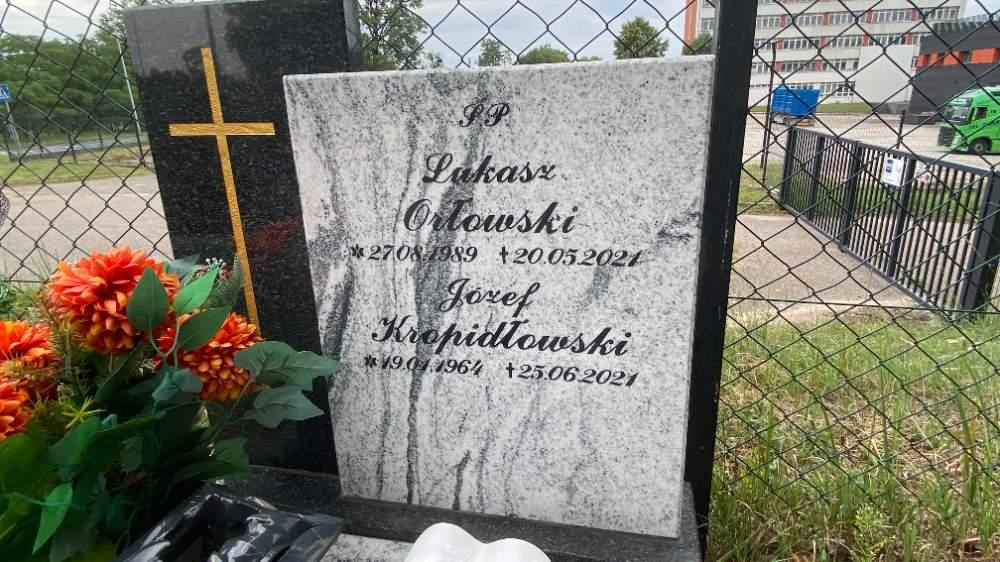 ŚP
Łukasz
Orłowski
*27.08.1989 †20.05.2021
Józef
Kropidłowski
*19.01.1964 †25.06.2021